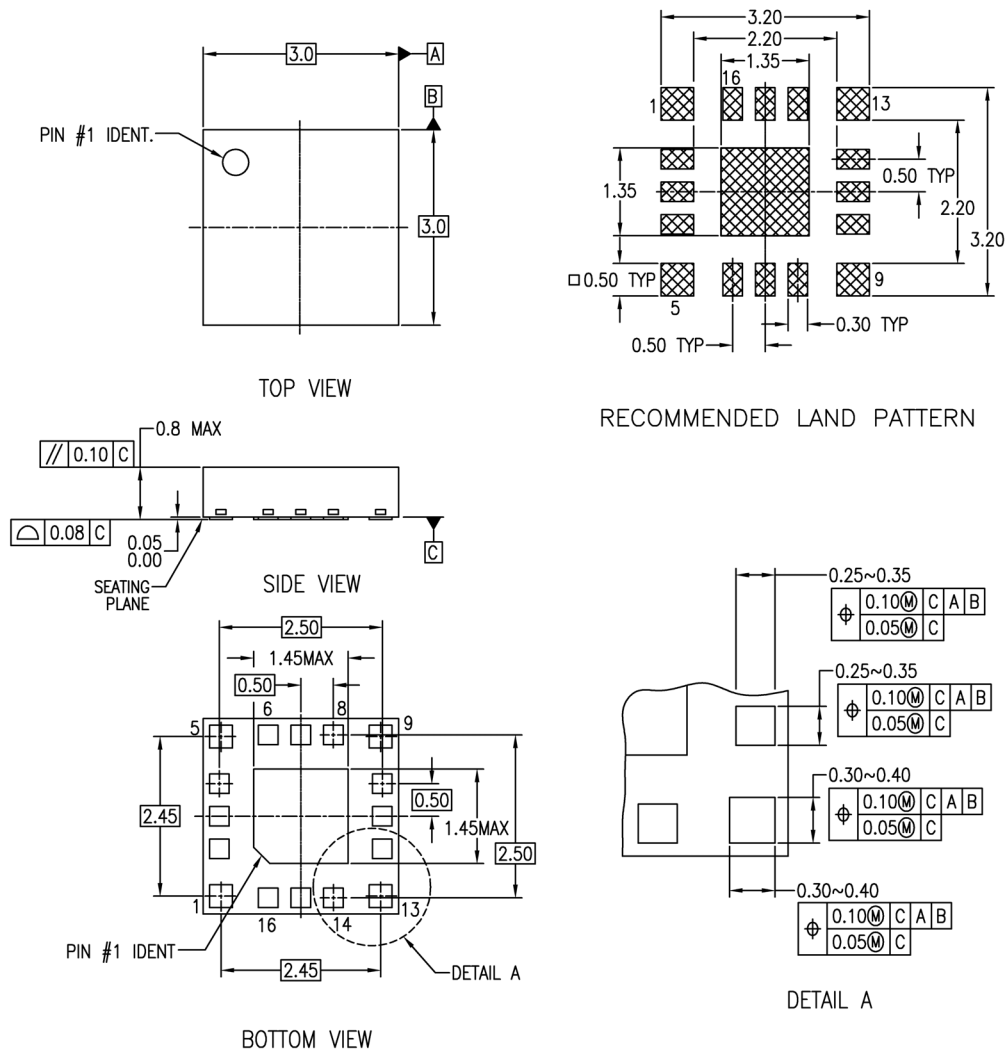 3.0
A
B
PIN #1 IDENT.
3.0
TOP VIEW
3.20
2.20
1.35
16
1
13
0.50 TYP
1.35
2.20
3.20
□0.50 TYP
9
5
0.30 TYP
0.50 TYP
RECOMMENDED LAND PATTERN
0.8 MAX
// 0.10 C
⌓ 0.08 C
0.05
0.00
C
SEATING
PLANE
SIDE VIEW
2.50
1.45MAX
0.50
6
8
5
9
0.50
2.45
1.45MAX
2.50
1
16
14
13
PIN #1 IDENT
2.45
DETAIL A
BOTTOM VIEW
0.25~0.35
⌖ 0.10Ⓜ C A B
0.05Ⓜ C
0.25~0.35
⌖ 0.10Ⓜ C A B
0.05Ⓜ C
0.30~0.40
⌖ 0.10Ⓜ C A B
0.05Ⓜ C
0.30~0.40
⌖ 0.10Ⓜ C A B
0.05Ⓜ C
DETAIL A